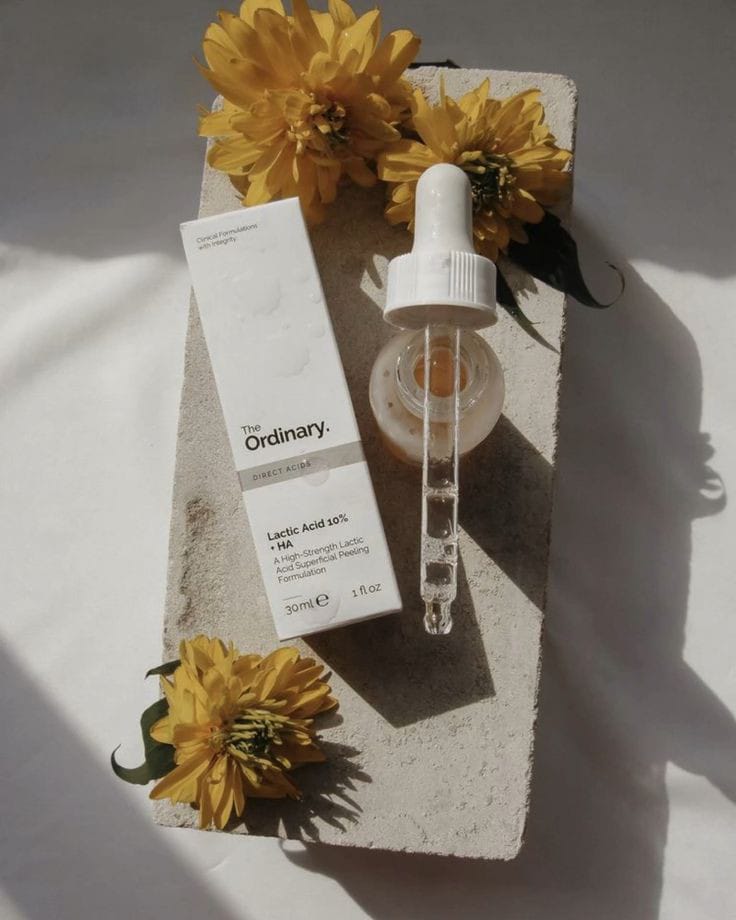 Clinical Formulations
with Integrity.
The
Ordinary.
DIRECT ACIDS
Lactic Acid 10%
+ HA
A High-Strength Lactic
Acid Superficial Peeling
Formulation
30ml ℮ 1 fl oz